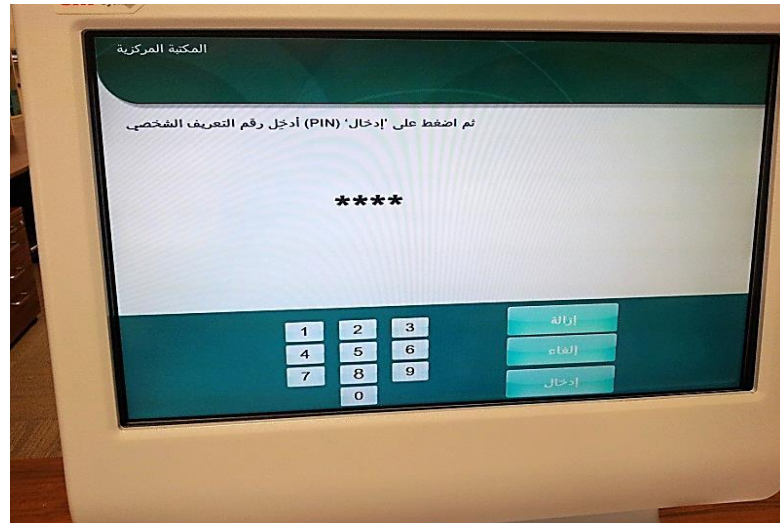 المكتبة المركزية
ثم اضغط على 'إدخال' (PIN) أدخِل رقم التعريف الشخصي
****
1 2 3
4 5 6
7 8 9
0
إزالة
إلغاء
إدخال